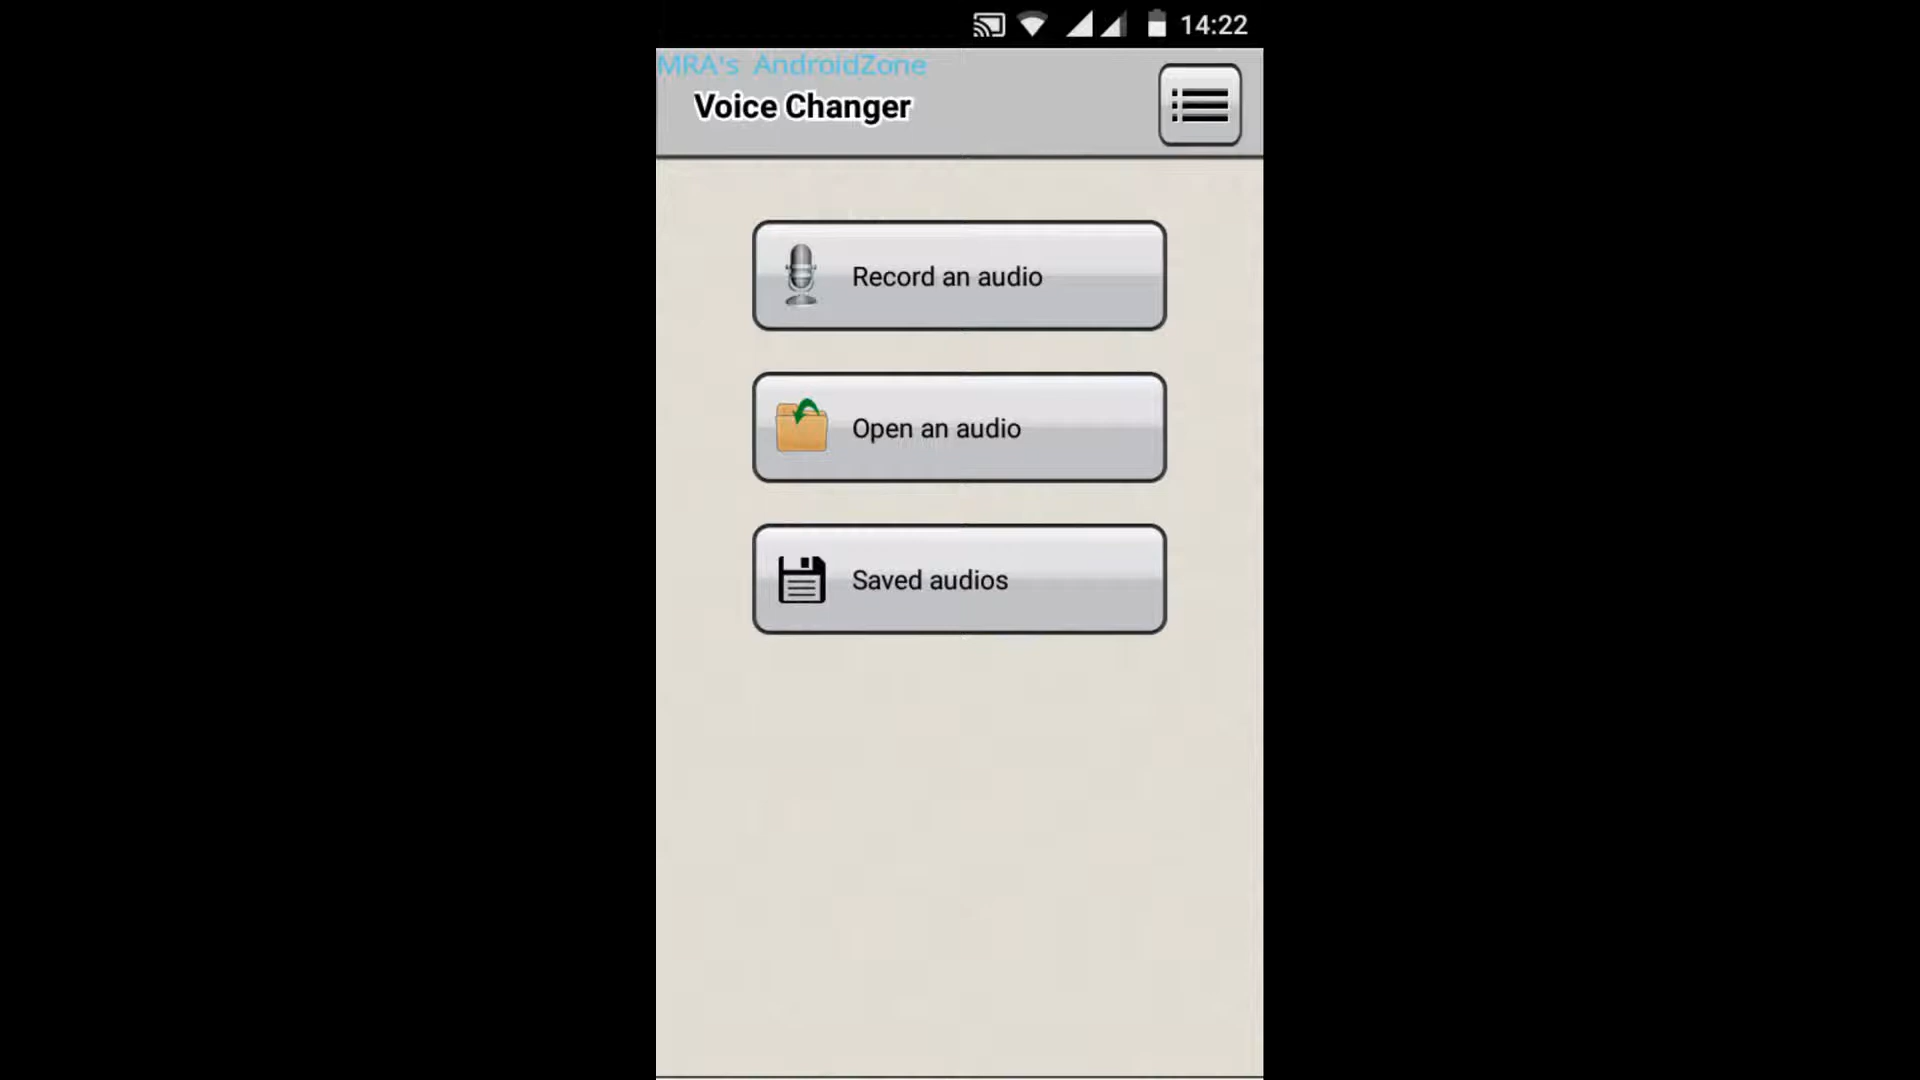 14:22
MRA's AndroidZone
Voice Changer
Record an audio
Open an audio
Saved audios